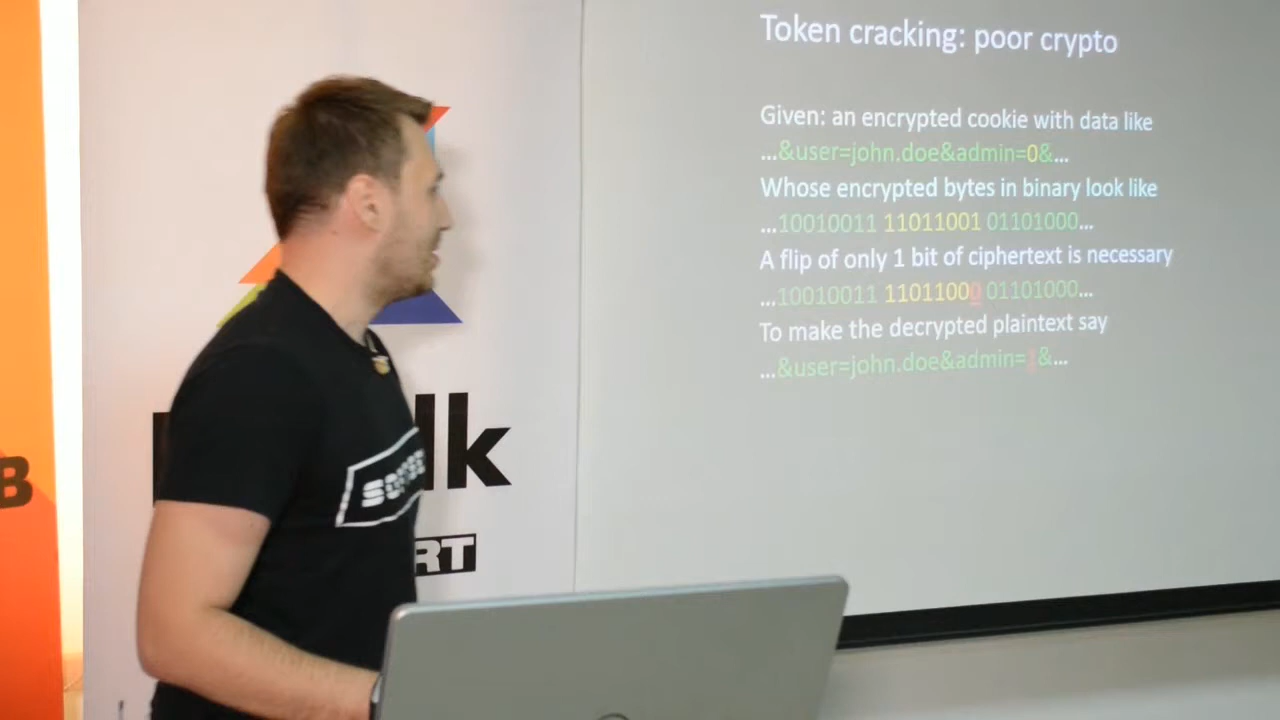 Token cracking: poor crypto
Given: an encrypted cookie with data like
...&user=john.doe&admin=0&...
Whose encrypted bytes in binary look like
...10010011 11011001 01101000...
A flip of only 1 bit of ciphertext is necessary
...10010011 11011000 01101000...
To make the decrypted plaintext say
...&user=john.doe&admin=1&...
lk
RT
B